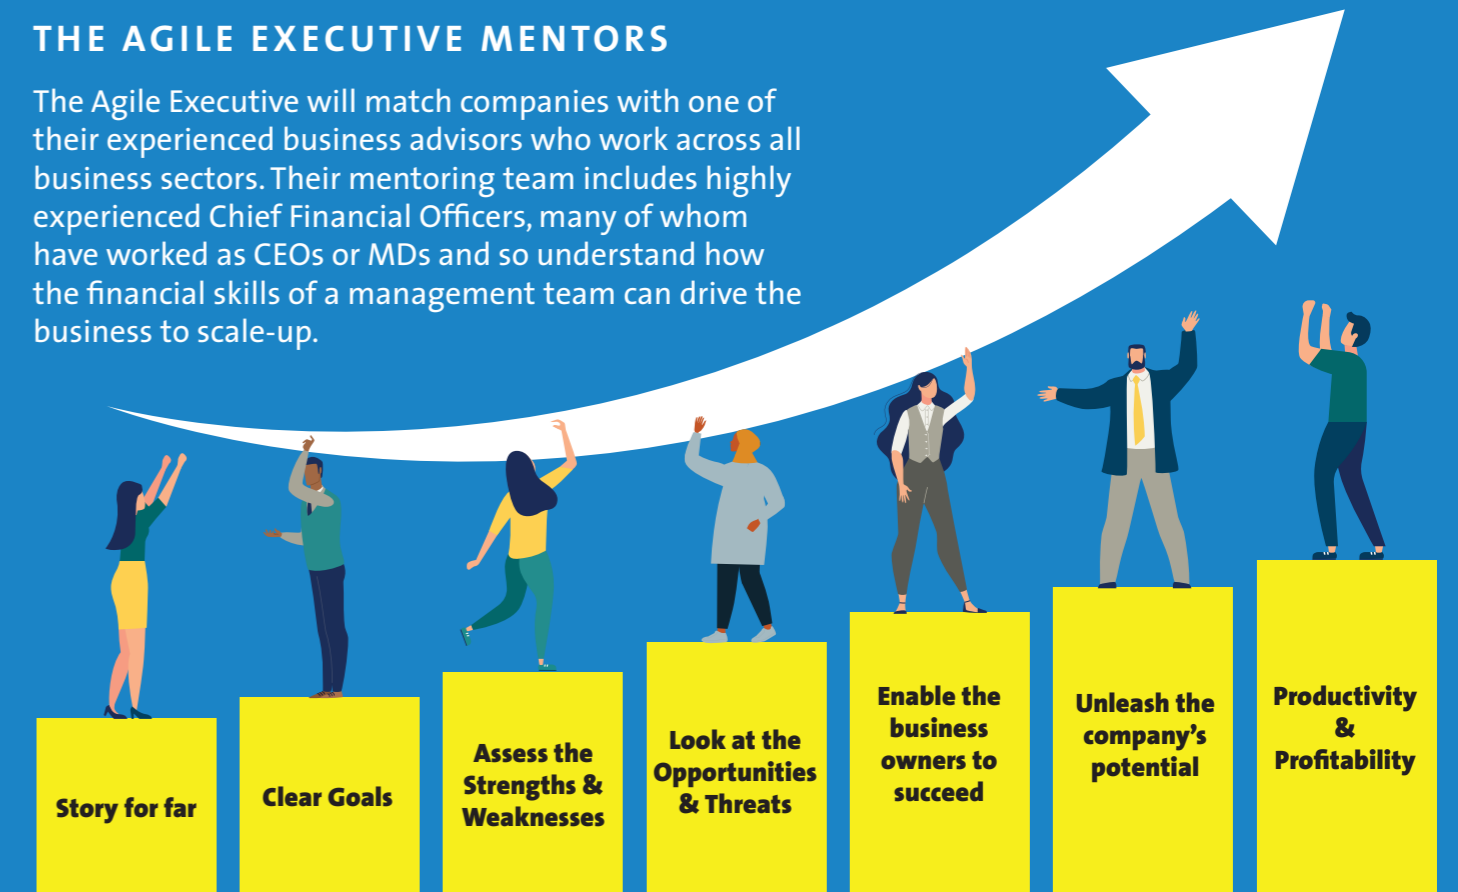 THE AGILE EXECUTIVE MENTORS
The Agile Executive will match companies with one of
their experienced business advisors who work across all
business sectors. Their mentoring team includes highly
experienced Chief Financial Officers, many of whom
have worked as CEOs or MDs and so understand how
the financial skills of a management team can drive the
business to scale-up.
Story for far
Clear Goals
Assess the
Strengths &
Weaknesses
Look at the
Opportunities
& Threats
Enable the
business
owners to
succeed
Unleash the
company’s
potential
Productivity
&
Profitability